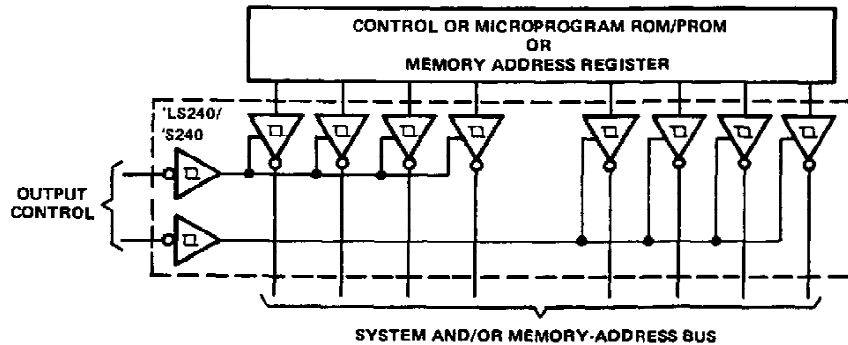 CONTROL OR MICROPROGRAM ROM/PROM
OR
MEMORY ADDRESS REGISTER
'LS240/
'S240
OUTPUT
CONTROL
SYSTEM AND/OR MEMORY-ADDRESS BUS